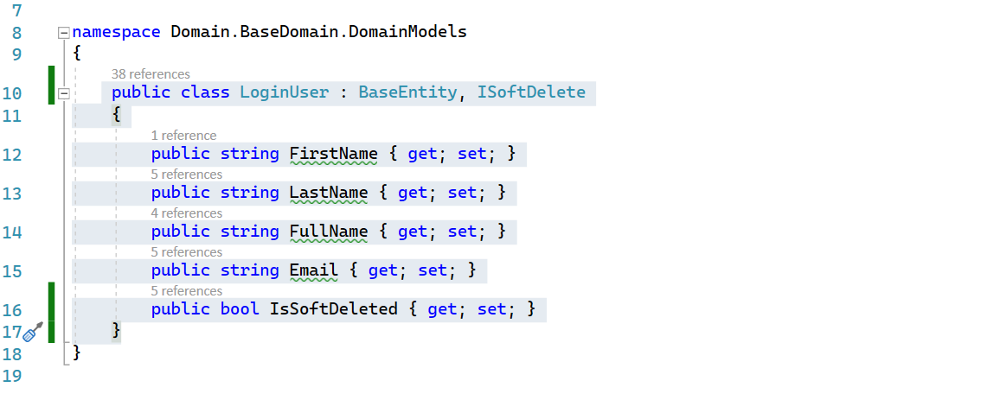 7
8 namespace Domain.BaseDomain.DomainModels
9 {
38 references
10 public class LoginUser : BaseEntity, ISoftDelete
11 {
1 reference
12 public string FirstName { get; set; }
5 references
13 public string LastName { get; set; }
4 references
14 public string FullName { get; set; }
5 references
15 public string Email { get; set; }
5 references
16 public bool IsSoftDeleted { get; set; }
17 }
18 }
19